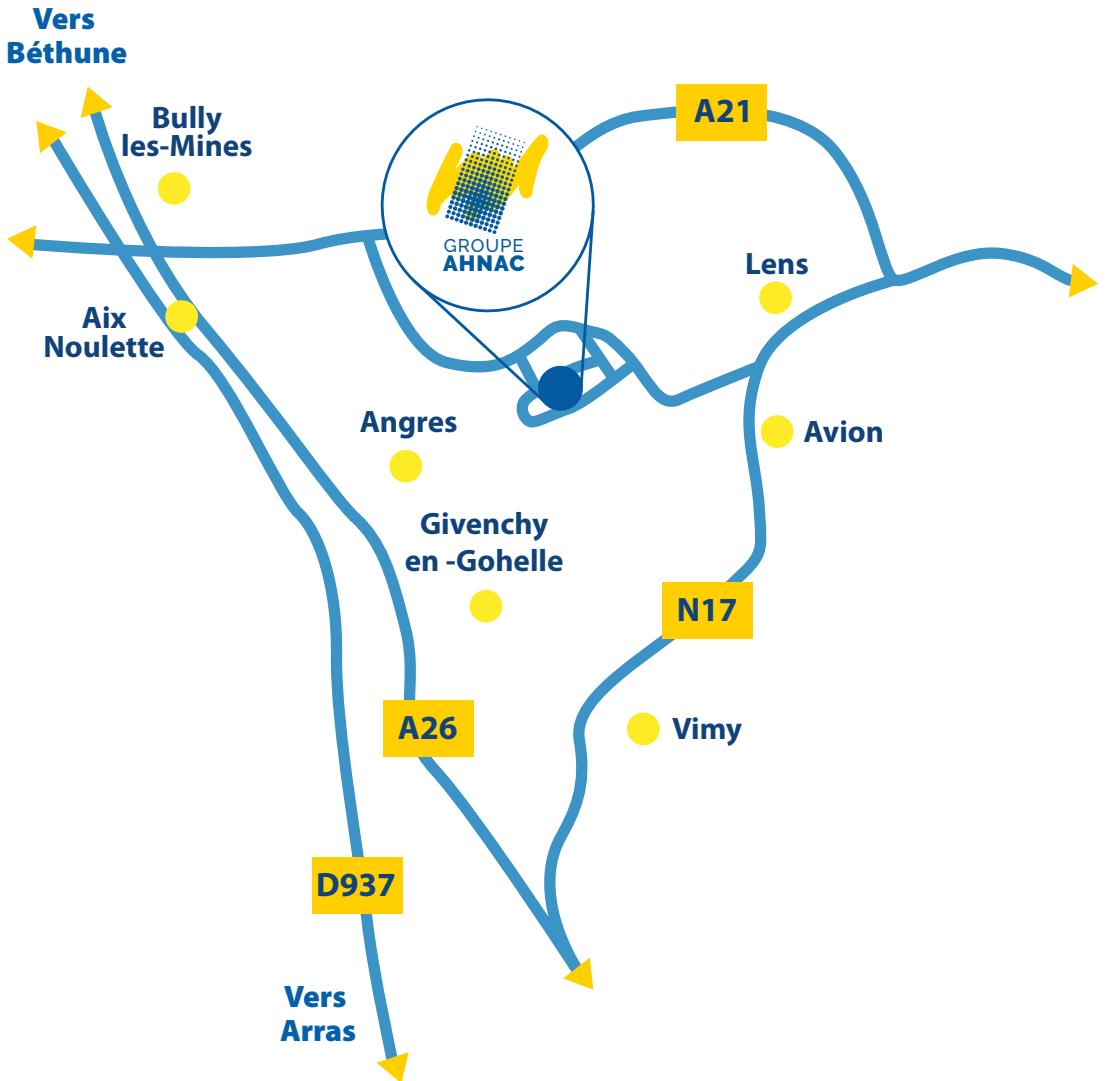 Vers
Béthune
Bully
les-Mines
A21
GROUPE
AHNAC
Lens
Aix
Noulette
Angres
Avion
Givenchy
en -Gohelle
N17
A26
Vimy
D937
Vers
Arras